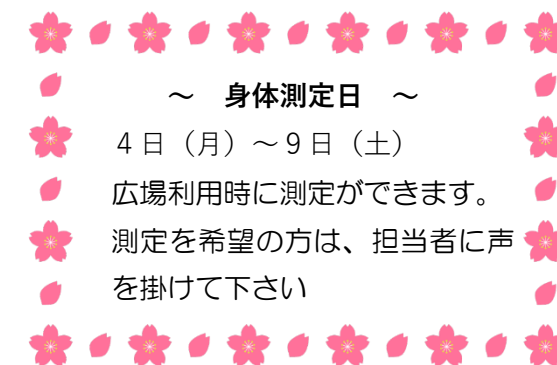 ～　身体測定日　～
4日（月）～9日（土）
広場利用時に測定ができます。
測定を希望の方は、担当者に声
を掛けて下さい